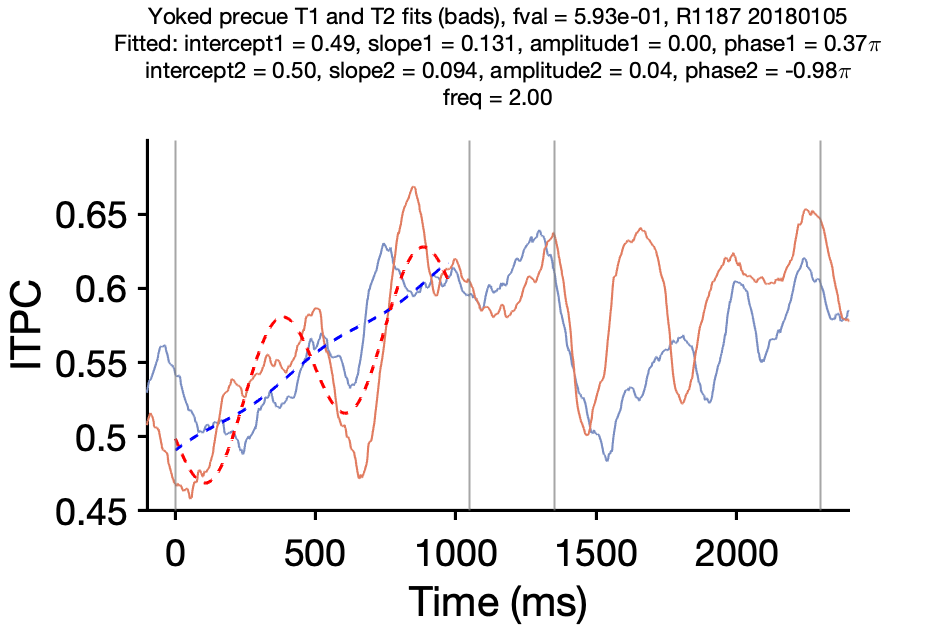 Yoked precue T1 and T2 fits (bads), fval = 5.93e-01, R1187 20180105
Fitted: intercept1 = 0.49, slope1 = 0.131, amplitude1 = 0.00, phase1 = 0.37π
intercept2 = 0.50, slope2 = 0.094, amplitude2 = 0.04, phase2 = -0.98π
freq = 2.00
0.65
0.6
0.55
0.5
0.45
ITPC
0 500 1000 1500 2000
Time (ms)